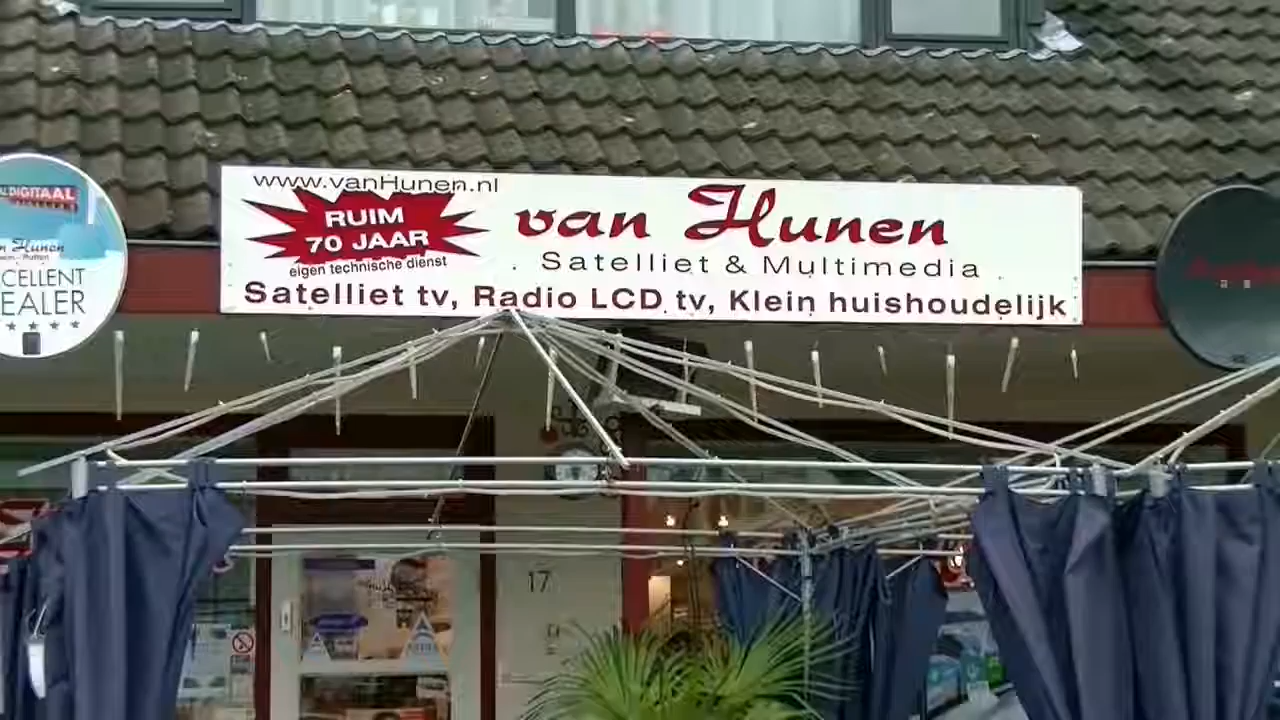 www.vanHunen.nl
RUIM
70 JAAR
eigen technische dienst
van Hunen
Satelliet & Multimedia
Satelliet tv, Radio LCD tv, Klein huishoudelijk
DIGITAAL
Hunen
CELLENT
EALER
17